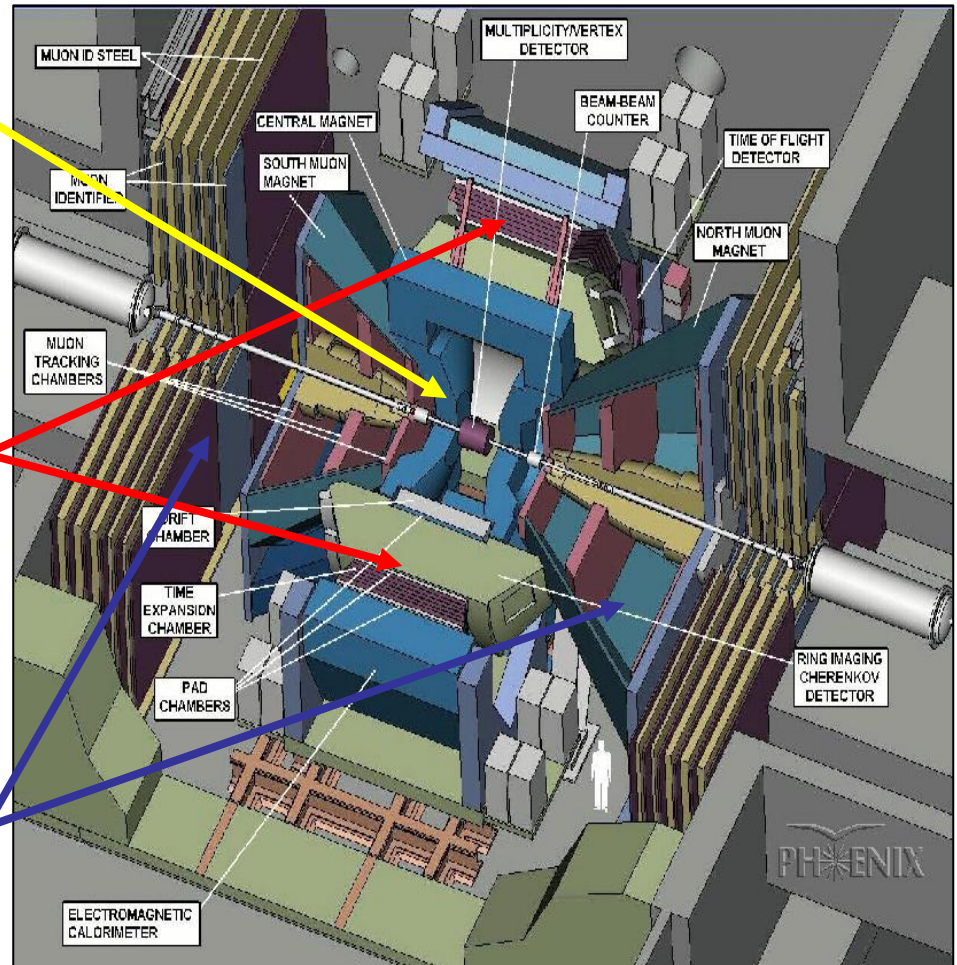 MULTIPLICITY/VERTEX
DETECTOR
MUON ID STEEL
BEAM-BEAM
COUNTER
CENTRAL MAGNET
TIME OF FLIGHT
DETECTOR
SOUTH MUON
MAGNET
MUON
IDENTIFIER
NORTH MUON
MAGNET
MUON
TRACKING
CHAMBERS
DRIFT
CHAMBER
TIME
EXPANSION
CHAMBER
RING IMAGING
CHERENKOV
DETECTOR
PAD
CHAMBERS
PHENIX
ELECTROMAGNETIC
CALORIMETER